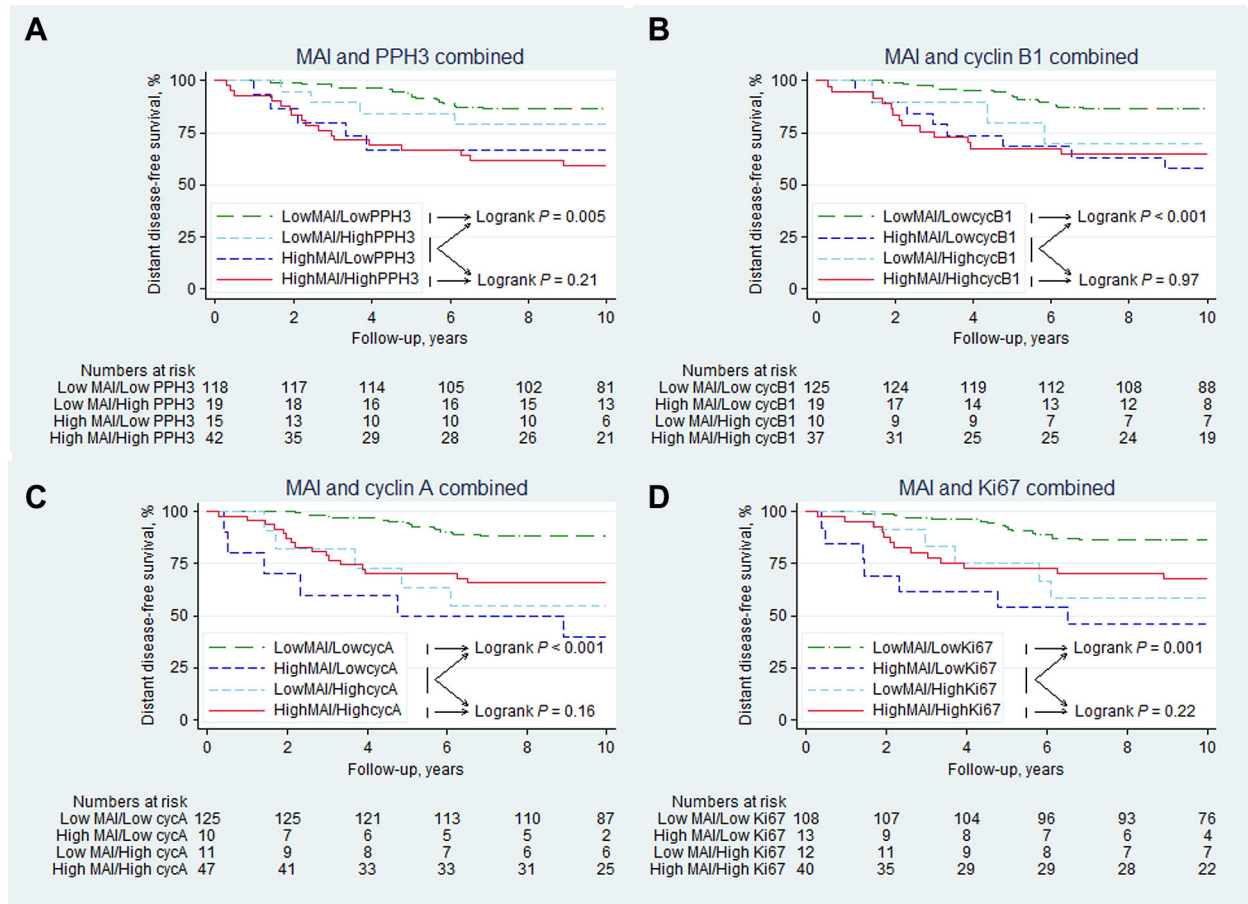 A
MAI and PPH3 combined
Distant disease-free survival, %
100
75
50
25
0
LowMAI/LowPPH3
LowMAI/HighPPH3
HighMAI/LowPPH3
HighMAI/HighPPH3
Logrank P = 0.005
Logrank P = 0.21
0 2 4 6 8 10
Follow-up, years
Numbers at risk
Low MAI/Low PPH3 118 117 114 105 102 81
Low MAI/High PPH3 19 18 16 16 15 13
High MAI/Low PPH3 15 13 10 10 10 6
High MAI/High PPH3 42 35 29 28 26 21
B
MAI and cyclin B1 combined
Distant disease-free survival, %
100
75
50
25
0
LowMAI/LowcycB1
HighMAI/LowcycB1
LowMAI/HighcycB1
HighMAI/HighcycB1
Logrank P < 0.001
Logrank P = 0.97
0 2 4 6 8 10
Follow-up, years
Numbers at risk
Low MAI/Low cycB1 125 124 119 112 108 88
High MAI/Low cycB1 19 17 14 13 12 8
Low MAI/High cycB1 10 9 9 7 7 7
High MAI/High cycB1 37 31 25 25 24 19
C
MAI and cyclin A combined
Distant disease-free survival, %
100
75
50
25
0
LowMAI/LowcycA
HighMAI/LowcycA
LowMAI/HighcycA
HighMAI/HighcycA
Logrank P < 0.001
Logrank P = 0.16
0 2 4 6 8 10
Follow-up, years
Numbers at risk
Low MAI/Low cycA 125 125 121 113 110 87
High MAI/Low cycA 10 7 6 5 5 2
Low MAI/High cycA 11 9 8 7 6 6
High MAI/High cycA 47 41 33 33 31 25
D
MAI and Ki67 combined
Distant disease-free survival, %
100
75
50
25
0
LowMAI/LowKi67
HighMAI/LowKi67
LowMAI/HighKi67
HighMAI/HighKi67
Logrank P = 0.001
Logrank P = 0.22
0 2 4 6 8 10
Follow-up, years
Numbers at risk
Low MAI/Low Ki67 108 107 104 96 93 76
High MAI/Low Ki67 13 9 8 7 6 4
Low MAI/High Ki67 12 11 9 8 7 7
High MAI/High Ki67 40 35 29 29 28 22